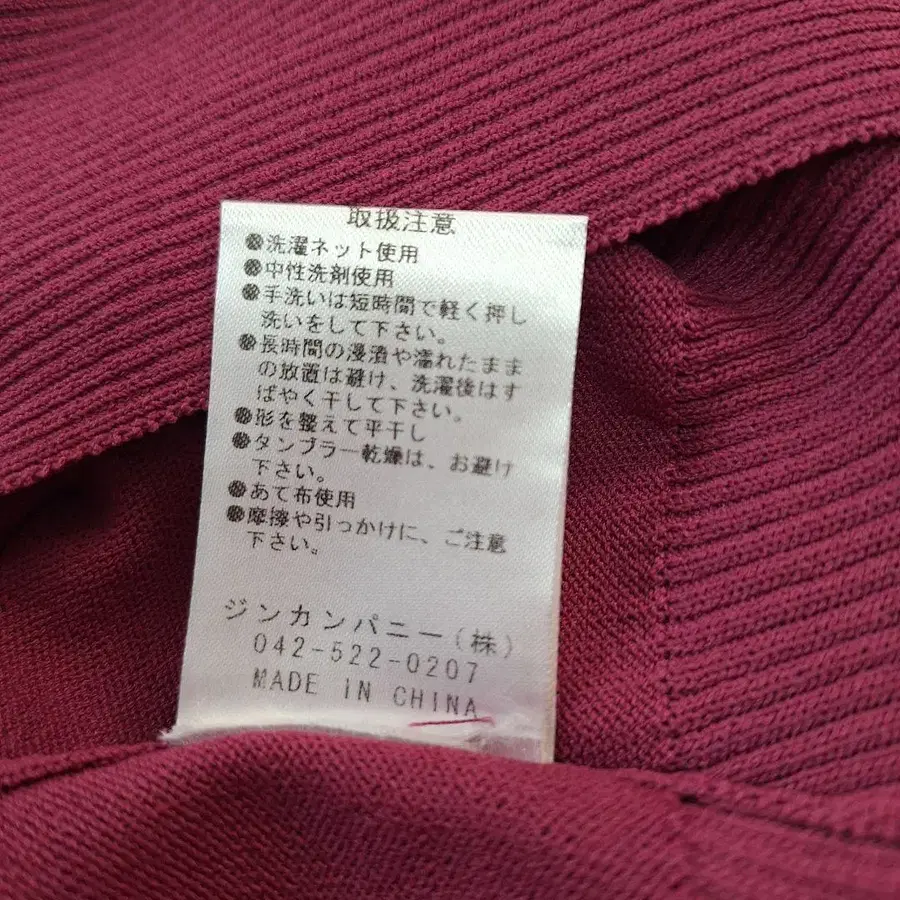 取扱注意
●洗濯ネット使用
●中性洗剤使用
●手洗いは短時間で軽く押し
洗いをして下さい。
●長時間の浸漬や濡れたまま
の放置は避け、洗濯後はす
ばやく干して下さい。
●形を整えて平干し
●タンブラー乾燥は、お避け
下さい。
●あて布使用
●摩擦や引っかけに、ご注意
下さい。
ジンカンパニー(株)
042-522-0207
MADE IN CHINA